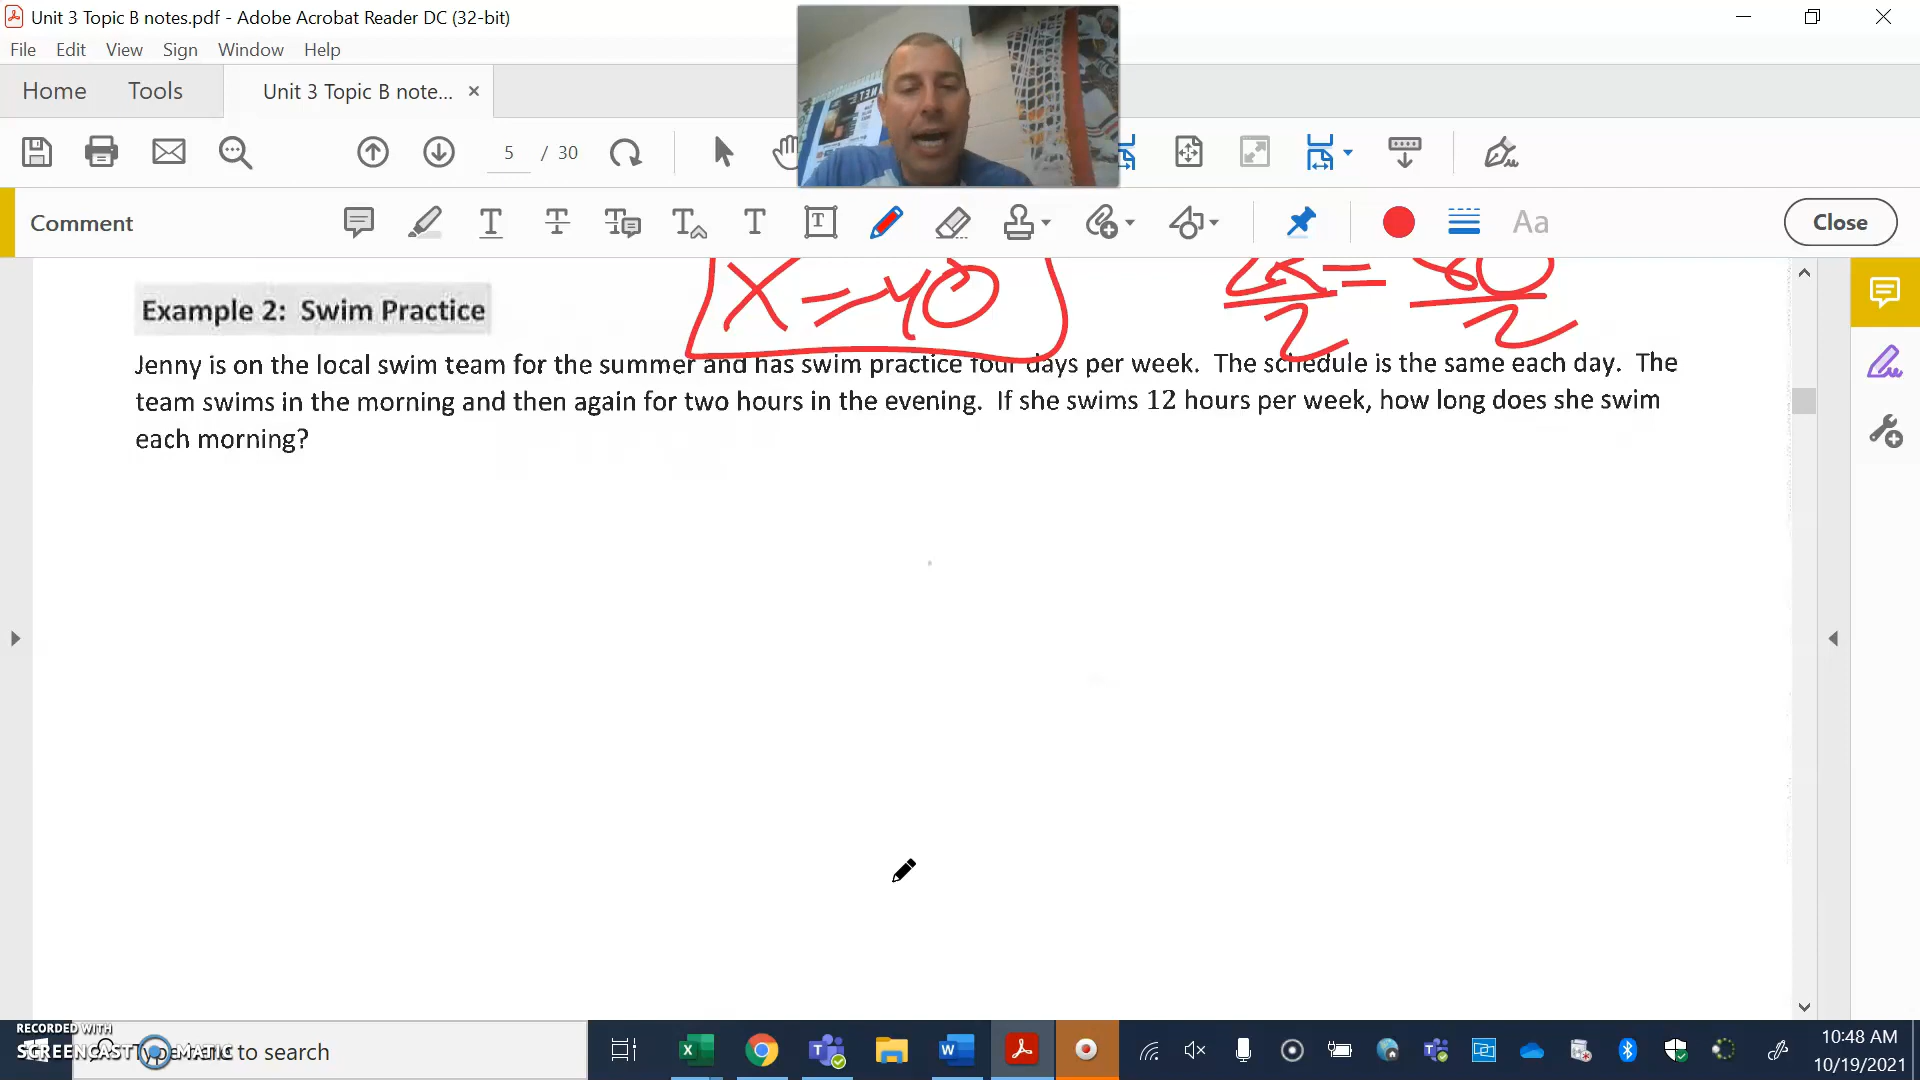 Unit 3 Topic B notes.pdf - Adobe Acrobat Reader DC (32-bit)
File Edit View Sign Window Help
Home Tools Unit 3 Topic B note... ×
5 / 30
Comment
Aa
Close
X = 40
2x = 80
2 2
Example 2: Swim Practice
Jenny is on the local swim team for the summer and has swim practice four days per week. The schedule is the same each day. The
team swims in the morning and then again for two hours in the evening. If she swims 12 hours per week, how long does she swim
each morning?
RECORDED WITH
SCREENCAST MATIC
to search
10:48 AM
10/19/2021